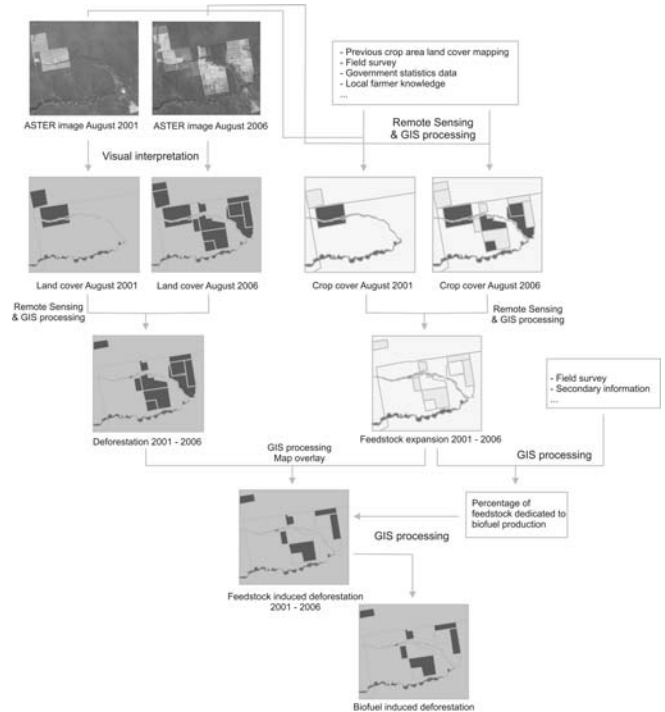 - Previous crop area land cover mapping
- Field survey
- Government statistics data
- Local farmer knowledge
...
ASTER image August 2001
ASTER image August 2006
Remote Sensing
& GIS processing
Visual interpretation
Land cover August 2001
Land cover August 2006
Crop cover August 2001
Crop cover August 2006
Remote Sensing
& GIS processing
Remote Sensing
& GIS processing
- Field survey
- Secondary information
...
Deforestation 2001 - 2006
Feedstock expansion 2001 - 2006
GIS processing
Map overlay
GIS processing
Percentage of
feedstock dedicated to
biofuel production
GIS processing
Feedstock induced deforestation
2001 - 2006
Biofuel induced deforestation